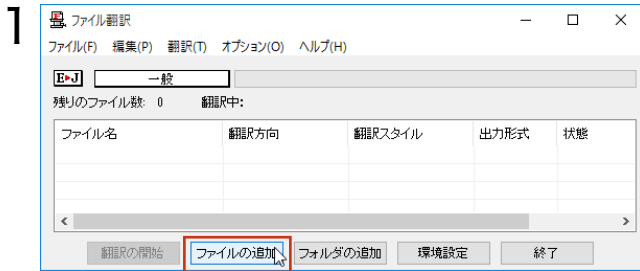 1
ファイル翻訳
ファイル(F) 編集(P) 翻訳(T) オプション(O) ヘルプ(H)
E▶J 一般
残りのファイル数: 0 翻訳中:
ファイル名 翻訳方向 翻訳スタイル 出力形式 状態
翻訳の開始 ファイルの追加 フォルダの追加 環境設定 終了